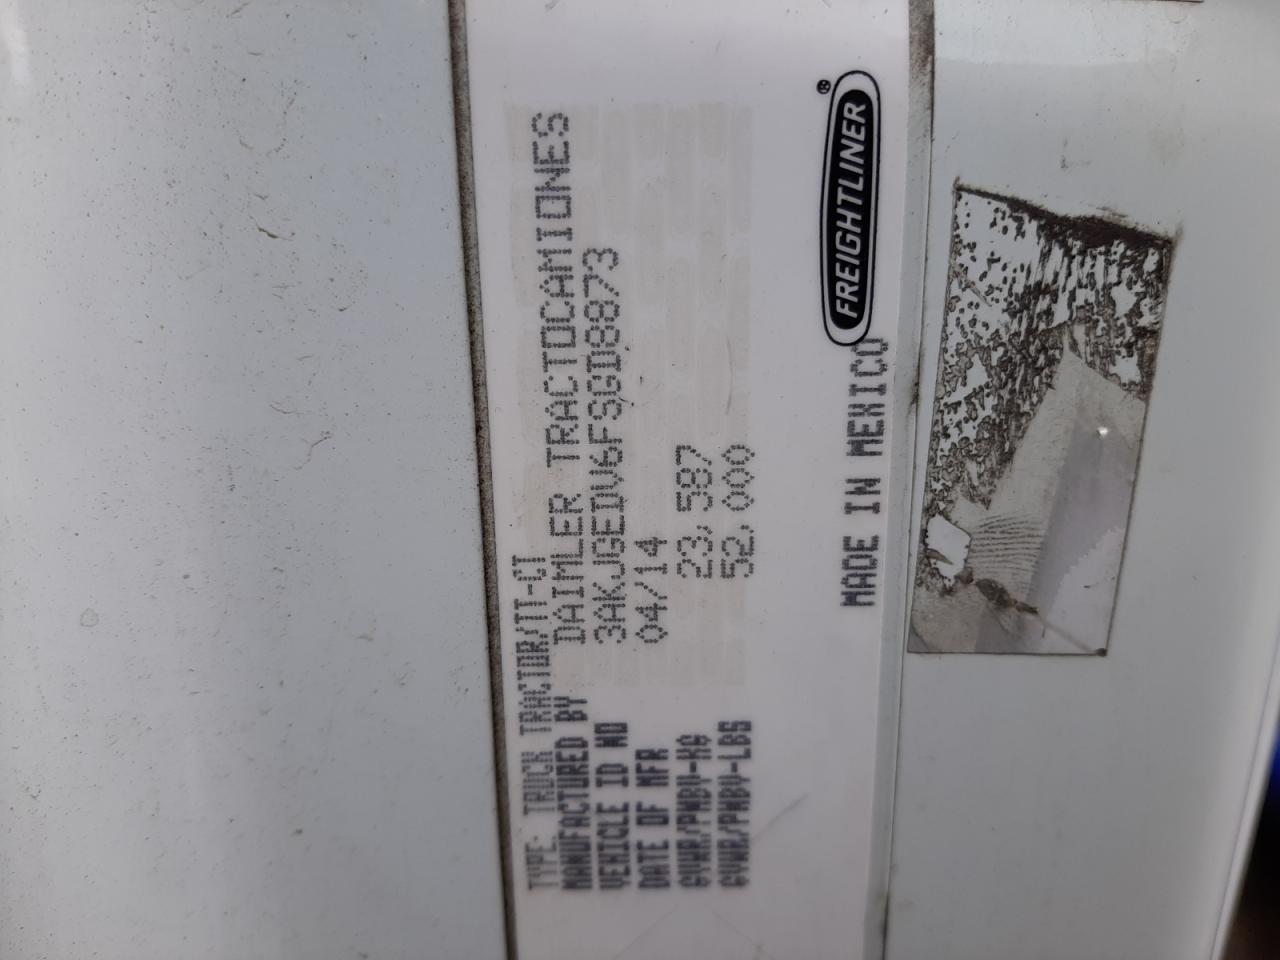 TYPE: TRUCK TRACTOR/TT-CT
MANUFACTURED BY DAIMLER TRACTOCAMIONES
VEHICLE ID NO 3AKJGEDV6FSGD8873
DATE OF MFR 04/14
GVWR/PNBV-KG 23,587
GVWR/PNBV-LBS 52,000
MADE IN MEXICO
FREIGHTLINER®